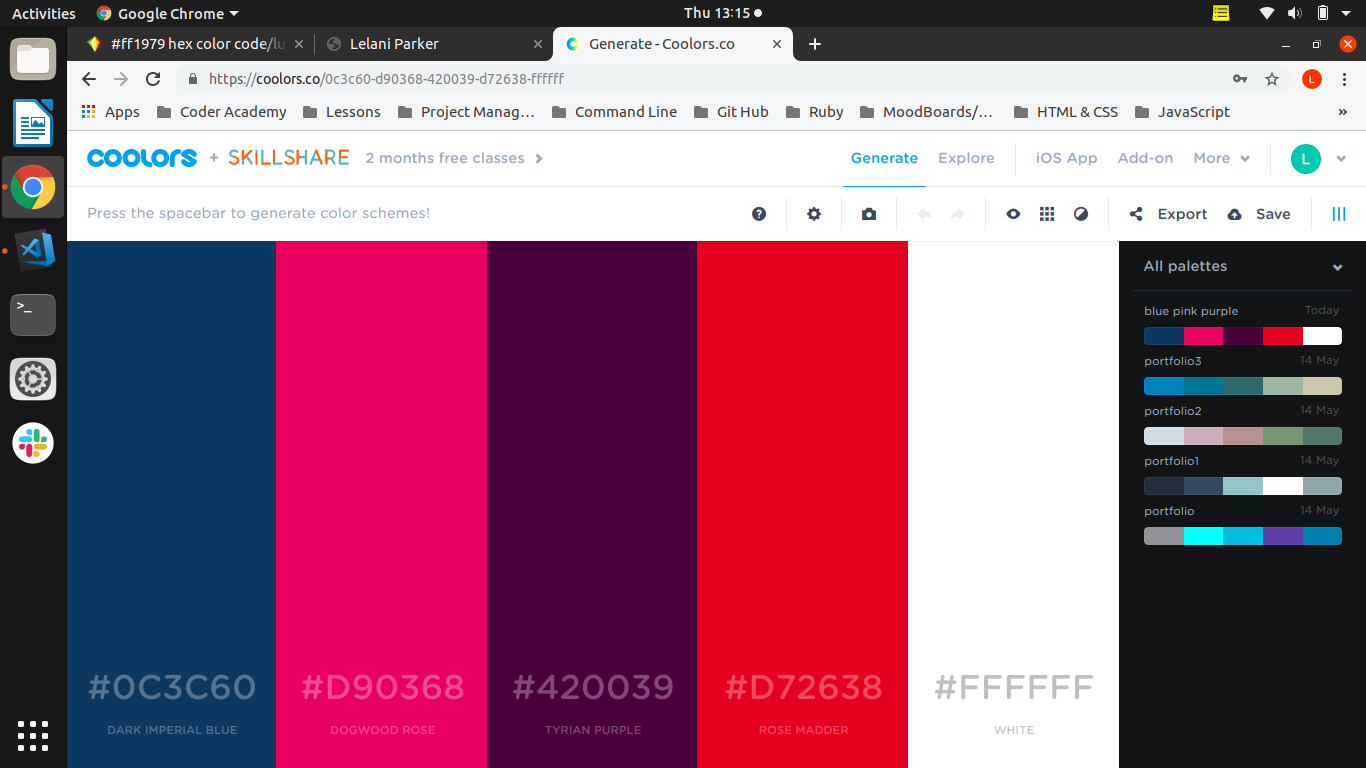 Activities Google Chrome Thu 13:15
#ff1979 hex color code/lu Lelani Parker Generate - Coolors.co
https://coolors.co/0c3c60-d90368-420039-d72638-ffffff L
Apps Coder Academy Lessons Project Manag... Command Line Git Hub Ruby MoodBoards/... HTML & CSS JavaScript »
coolors + SKILLSHARE 2 months free classes Generate Explore iOS App Add-on More L
Press the spacebar to generate color schemes! Export Save
All palettes
blue pink purple Today
portfolio3 14 May
portfolio2 14 May
portfolio1 14 May
portfolio 14 May
#0C3C60 #D90368 #420039 #D72638 #FFFFFF
DARK IMPERIAL BLUE DOGWOOD ROSE TYRIAN PURPLE ROSE MADDER WHITE